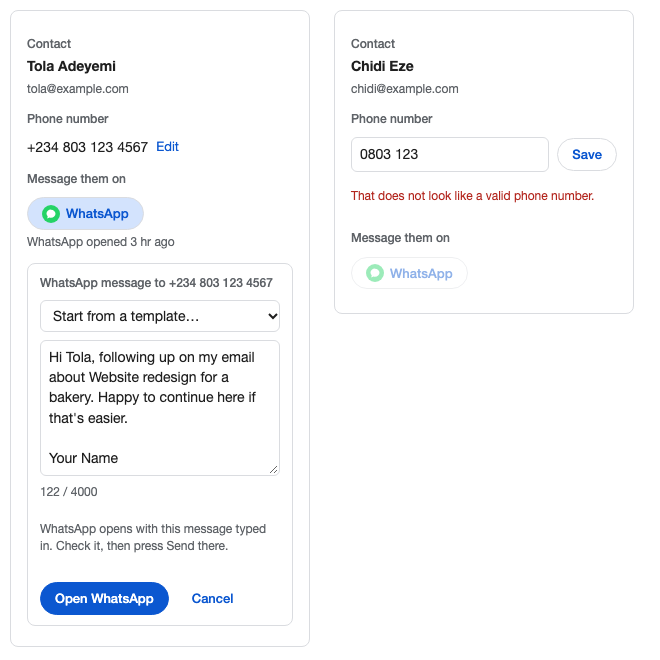 Contact
Tola Adeyemi
tola@example.com
Phone number
+234 803 123 4567 Edit
Message them on
WhatsApp
WhatsApp opened 3 hr ago
WhatsApp message to +234 803 123 4567
Start from a template...
Hi Tola, following up on my email
about Website redesign for a
bakery. Happy to continue here if
that's easier.
Your Name
122 / 4000
WhatsApp opens with this message typed
in. Check it, then press Send there.
Open WhatsApp Cancel
Contact
Chidi Eze
chidi@example.com
Phone number
0803 123 Save
That does not look like a valid phone number.
Message them on
WhatsApp